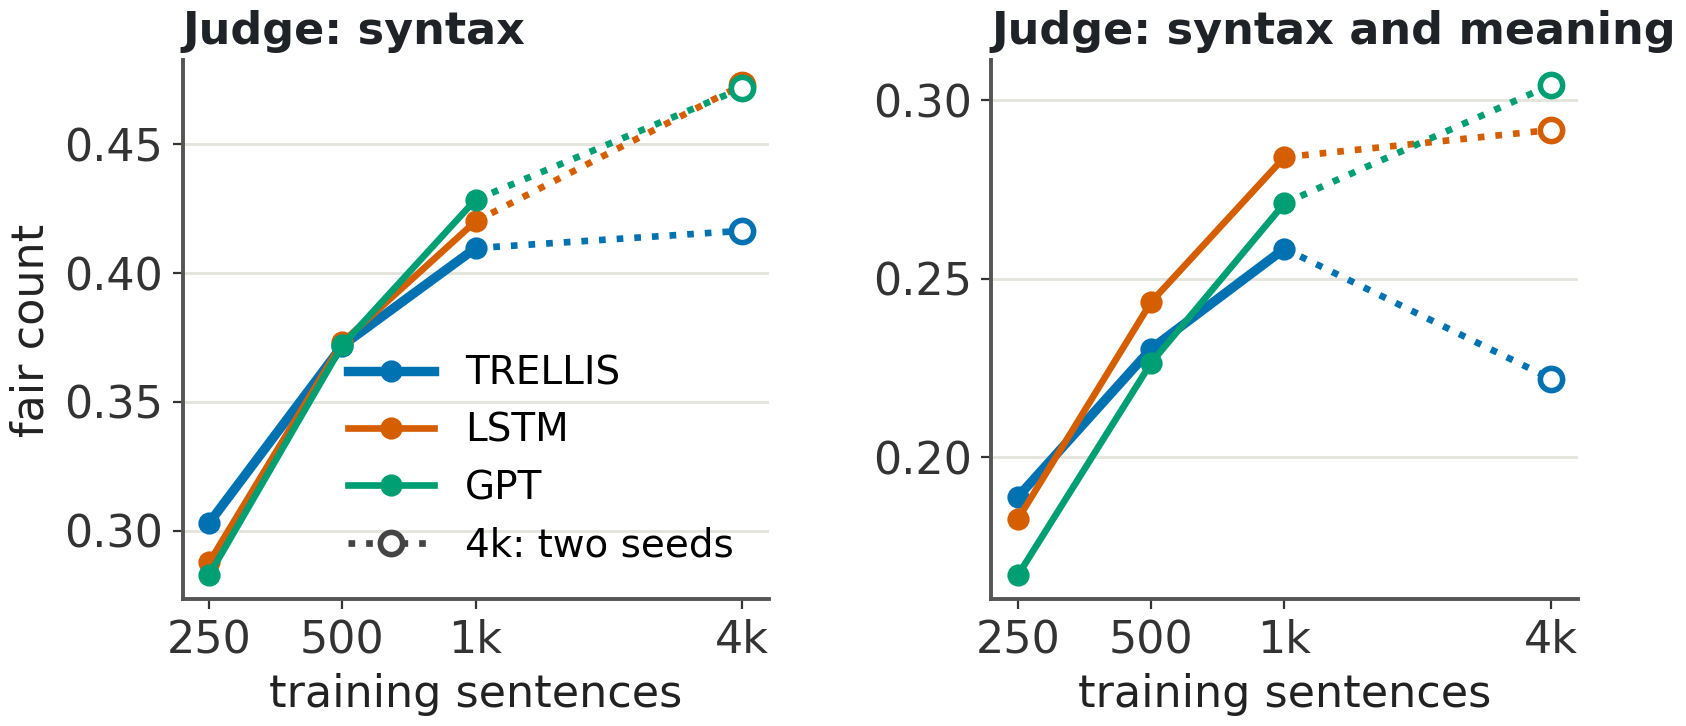 Judge: syntax
fair count
0.45
0.40
0.35
0.30
TRELLIS
LSTM
GPT
4k: two seeds
250 500 1k 4k
training sentences
Judge: syntax and meaning
0.30
0.25
0.20
250 500 1k 4k
training sentences